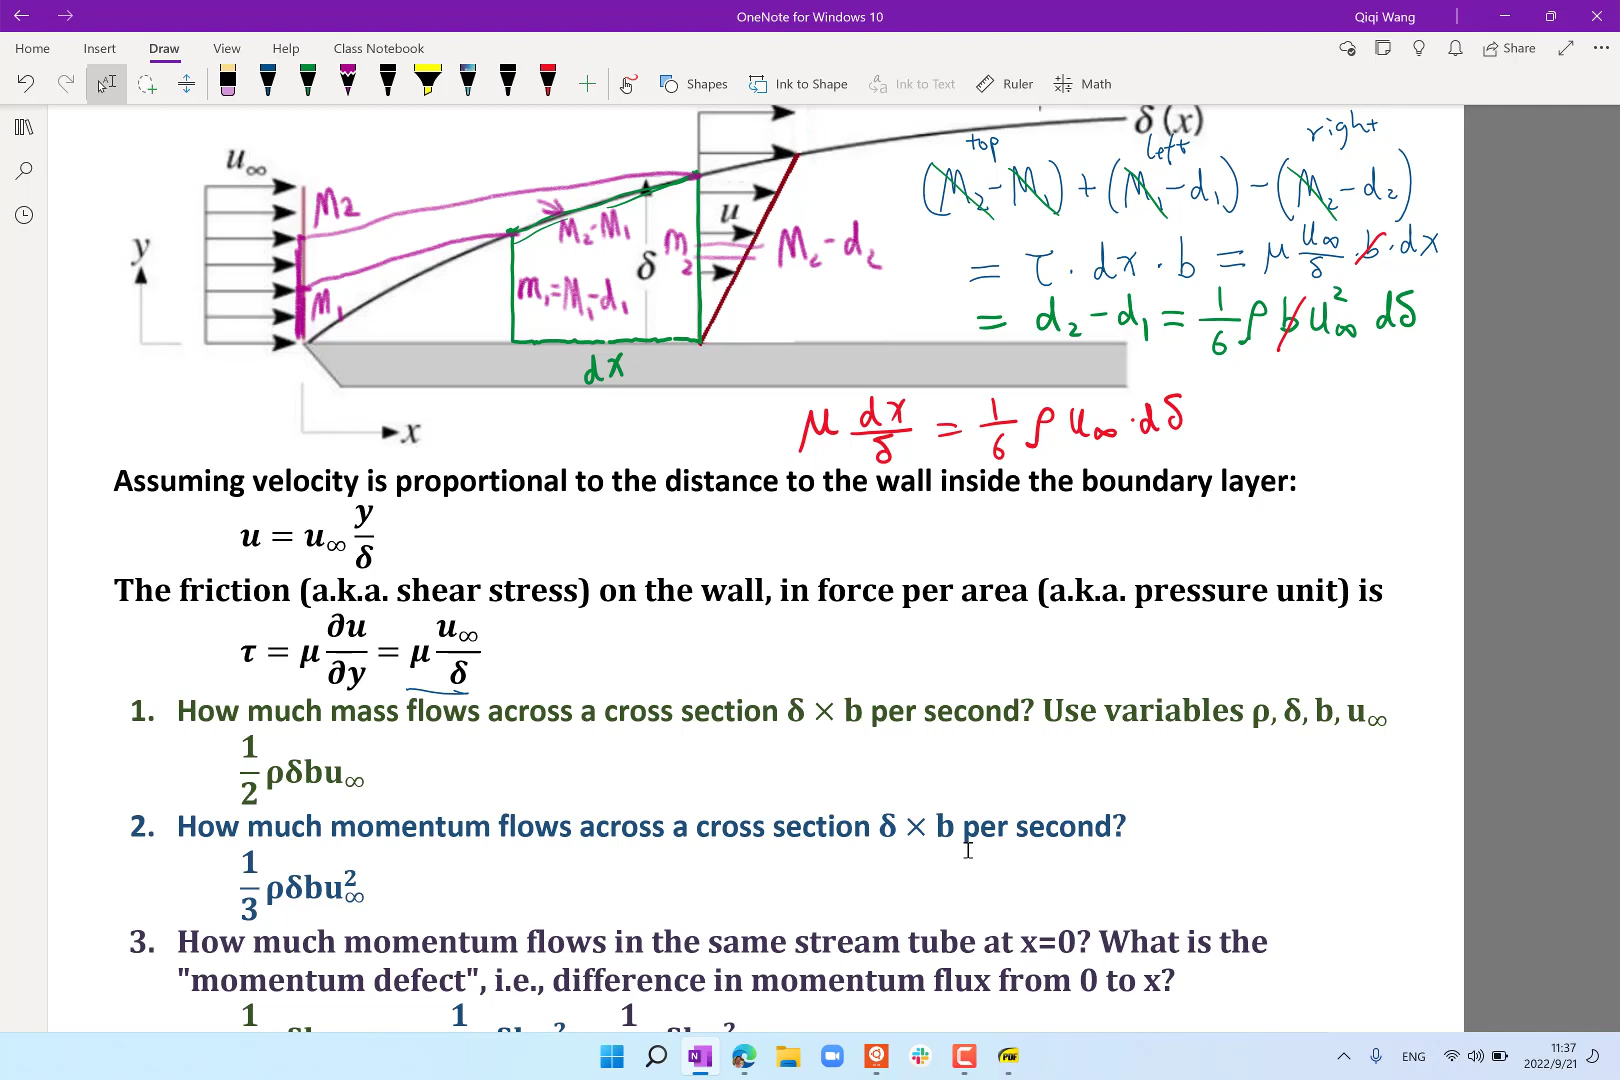 OneNote for Windows 10
Qiqi Wang
Home Insert Draw View Help Class Notebook
Share
Shapes Ink to Shape Ink to Text Ruler Math
δ(x)
top left right
(M₂-M₁) + (M₁-d₁) - (M₂-d₂)
= τ · dx · b = μ u∞/δ · b · dx
= d₂ - d₁ = 1/6 ρ b u∞² dδ
μ dx/δ = 1/6 ρ u∞ · dδ
u∞
M₂
M₂-M₁
m₂
u
M₂-d₂
y
δ
M₁
m₁=M₁-d₁
dx
x
Assuming velocity is proportional to the distance to the wall inside the boundary layer:
u = u∞ y/δ
The friction (a.k.a. shear stress) on the wall, in force per area (a.k.a. pressure unit) is
τ = μ ∂u/∂y = μ u∞/δ
1. How much mass flows across a cross section δ × b per second? Use variables ρ, δ, b, u∞
1/2 ρδbu∞
2. How much momentum flows across a cross section δ × b per second?
1/3 ρδbu∞²
3. How much momentum flows in the same stream tube at x=0? What is the
"momentum defect", i.e., difference in momentum flux from 0 to x?
ENG
11:37
2022/9/21
PDF